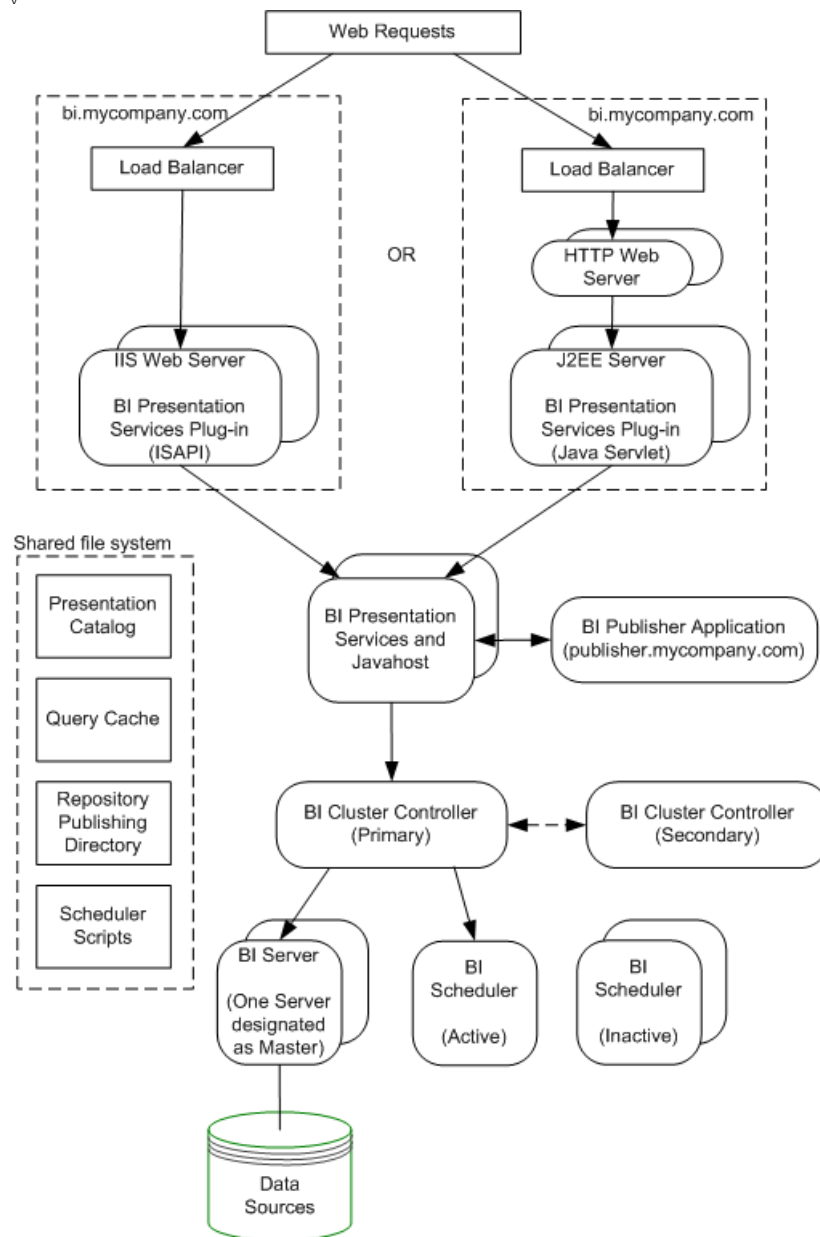 Web Requests
bi.mycompany.com
bi.mycompany.com
Load Balancer
Load Balancer
OR
HTTP Web
Server
IIS Web Server
BI Presentation
Services Plug-in
(ISAPI)
J2EE Server
BI Presentation
Services Plug-in
(Java Servlet)
Shared file system
Presentation
Catalog
Query Cache
Repository
Publishing
Directory
Scheduler
Scripts
BI Presentation
Services and
Javahost
BI Publisher Application
(publisher.mycompany.com)
BI Cluster Controller
(Primary)
BI Cluster Controller
(Secondary)
BI Server
(One Server
designated
as Master)
BI
Scheduler
(Active)
BI
Scheduler
(Inactive)
Data
Sources